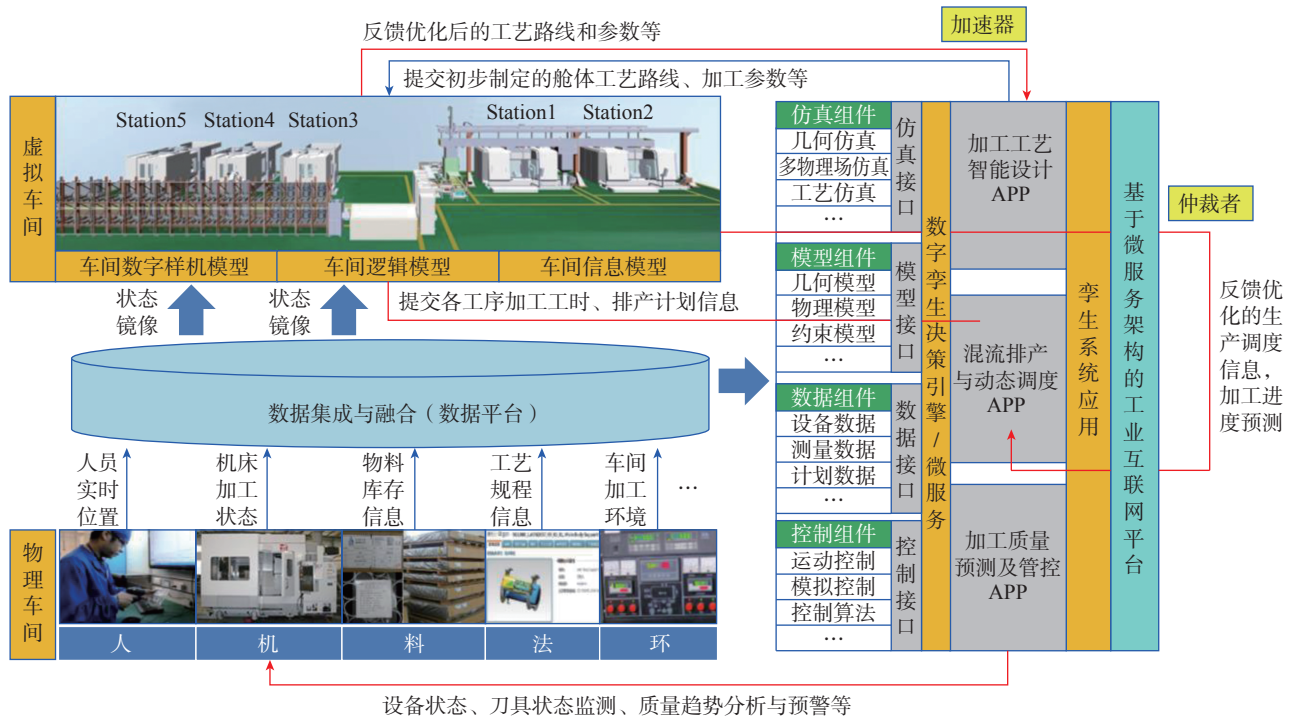 反馈优化后的工艺路线和参数等
加速器
提交初步制定的舱体工艺路线、加工参数等
虚拟车间
Station5
Station4
Station3
Station1
Station2
车间数字样机模型
车间逻辑模型
车间信息模型
状态
镜像
状态
镜像
提交各工序加工工时、排产计划信息
数据集成与融合（数据平台）
人员
实时
位置
机床
加工
状态
物料
库存
信息
工艺
规程
信息
车间
加工
环境
…
物理车间
人
机
料
法
环
设备状态、刀具状态监测、质量趋势分析与预警等
仿真组件
几何仿真
多物理场仿真
工艺仿真
…
仿真接口
模型组件
几何模型
物理模型
约束模型
…
模型接口
数据组件
设备数据
测量数据
计划数据
…
数据接口
控制组件
运动控制
模拟控制
控制算法
…
控制接口
数字孪生决策引擎/微服务
加工工艺
智能设计
APP
混流排产
与动态调度
APP
加工质量
预测及管控
APP
孪生系统应用
基于微服务架构的工业互联网平台
仲裁者
反馈优
化的生
产调度
信息，
加工进
度预测